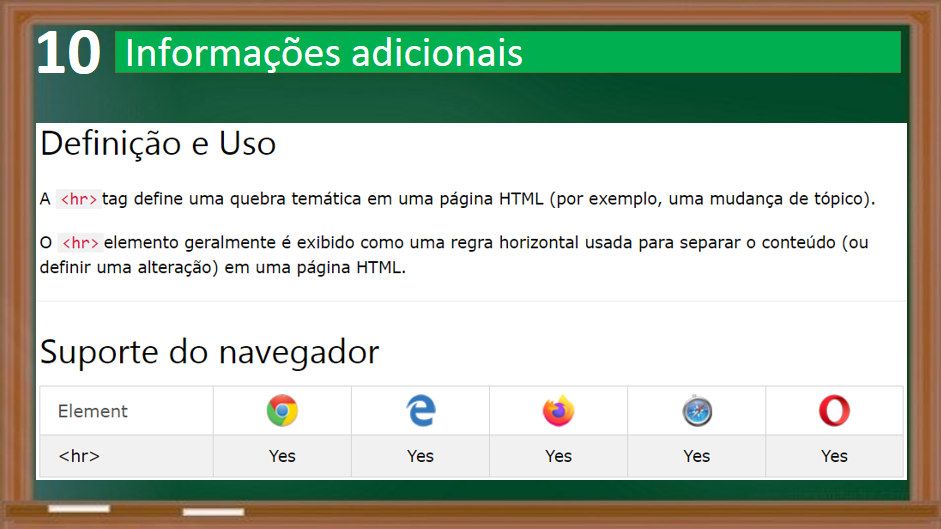 10 Informações adicionais
Definição e Uso
A <hr> tag define uma quebra temática em uma página HTML (por exemplo, uma mudança de tópico).
O <hr> elemento geralmente é exibido como uma regra horizontal usada para separar o conteúdo (ou
definir uma alteração) em uma página HTML.
Suporte do navegador
Element
<hr> Yes Yes Yes Yes Yes